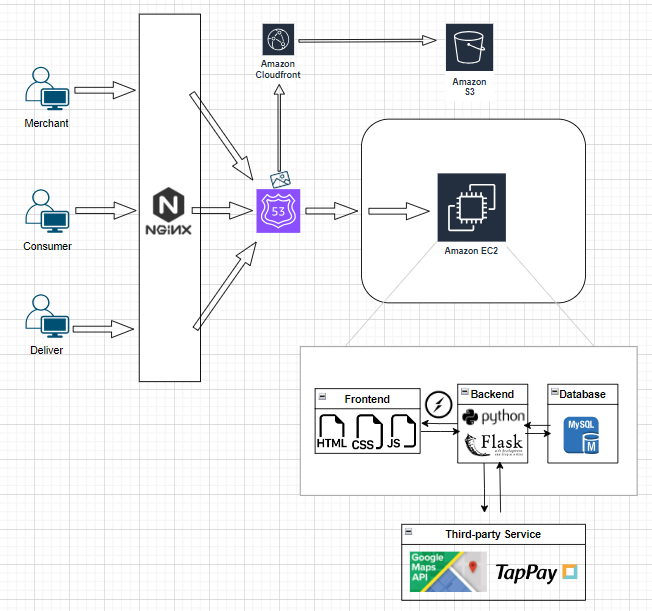 Amazon
Cloudfront
Amazon
S3
Merchant
Consumer
Deliver
NGINX
53
Amazon EC2
Frontend
HTML
CSS
JS
Backend
python
Flask
Database
MySQL
M
Third-party Service
Google
Maps
API
TapPay